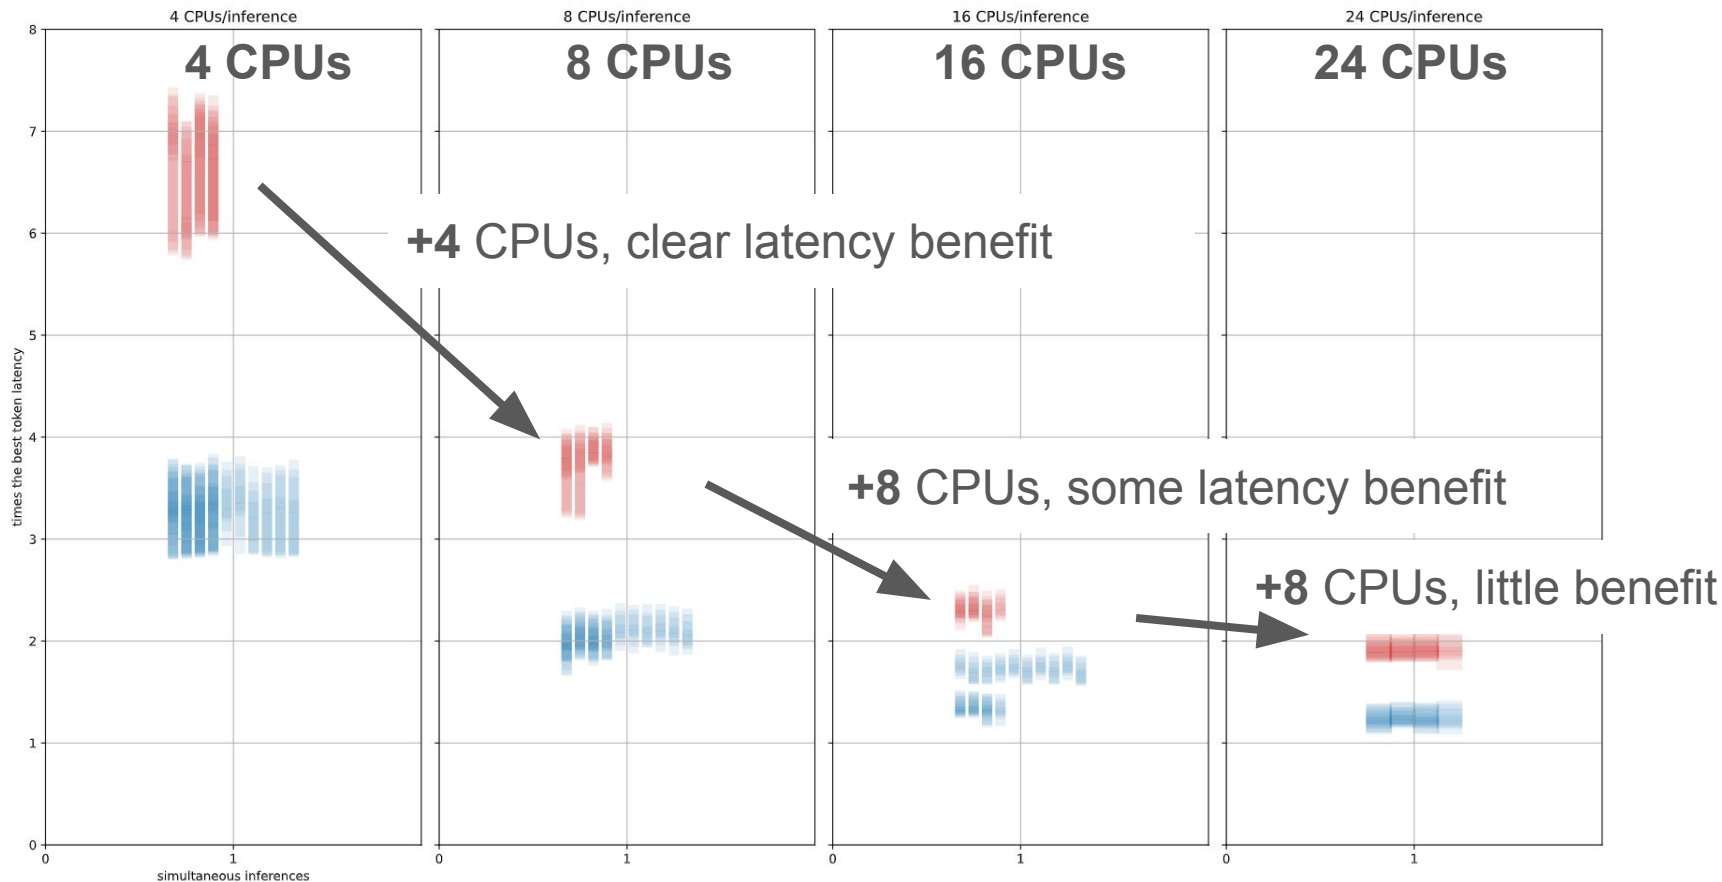 4 CPUs/inference
8 CPUs/inference
16 CPUs/inference
24 CPUs/inference
4 CPUs
8 CPUs
16 CPUs
24 CPUs
+4 CPUs, clear latency benefit
+8 CPUs, some latency benefit
+8 CPUs, little benefit
times the best token latency
8
7
6
5
4
3
2
1
0
0
1
0
1
0
1
0
1
simultaneous inferences